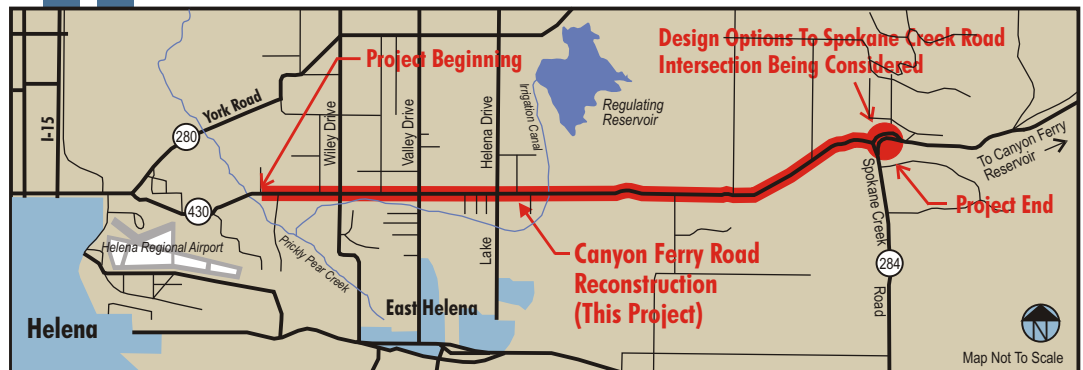 Design Options To Spokane Creek Road
Intersection Being Considered
Project Beginning
York Road
280
I-15
Wiley Drive
Valley Drive
Helena Drive
Irrigation Canal
Regulating
Reservoir
To Canyon Ferry
Reservoir
Project End
430
Helena Regional Airport
Prickly Pear Creek
Lake
Canyon Ferry Road
Reconstruction
(This Project)
Spokane Creek
284
Road
East Helena
Helena
N
Map Not To Scale